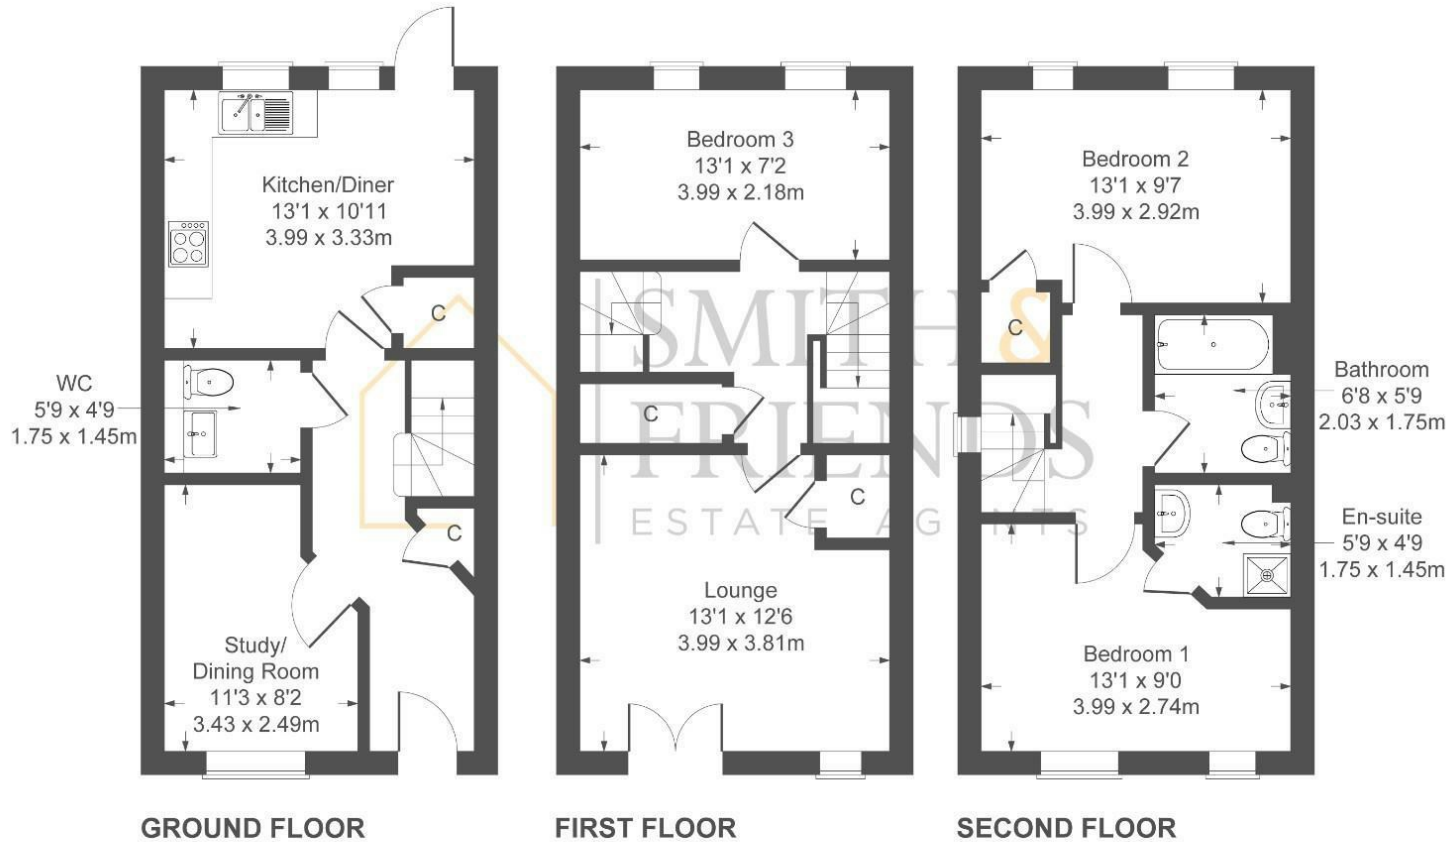 Kitchen/Diner
13'1 x 10'11
3.99 x 3.33m
C
WC
5'9 x 4'9
1.75 x 1.45m
C
Study/
Dining Room
11'3 x 8'2
3.43 x 2.49m
GROUND FLOOR
Bedroom 3
13'1 x 7'2
3.99 x 2.18m
C
C
Lounge
13'1 x 12'6
3.99 x 3.81m
FIRST FLOOR
SMITH &
FRIENDS
ESTATE AGENTS
Bedroom 2
13'1 x 9'7
3.99 x 2.92m
C
Bathroom
6'8 x 5'9
2.03 x 1.75m
En-suite
5'9 x 4'9
1.75 x 1.45m
Bedroom 1
13'1 x 9'0
3.99 x 2.74m
SECOND FLOOR